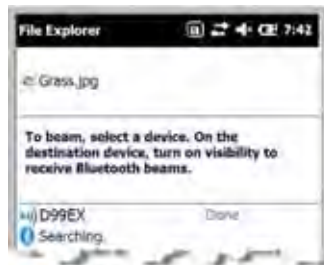 File Explorer 7:42
Grass.jpg
To beam, select a device. On the
destination device, turn on visibility to
receive Bluetooth beams.
D99EX Done
Searching